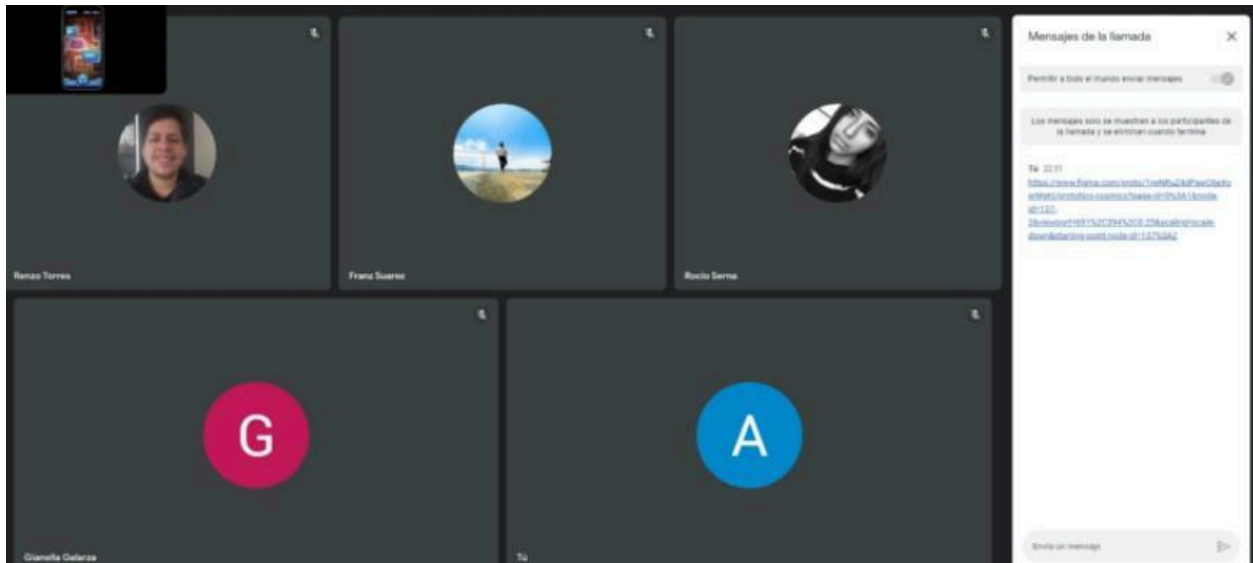 Renzo Torres
Franz Suarez
Rocío Serna
G
Gianella Galarza
A
Tú
Mensajes de la llamada
Permitir a todo el mundo enviar mensajes
Los mensajes solo se muestran a los participantes de
la llamada y se eliminan cuando termina
Tú 22:11
Envía un mensaje